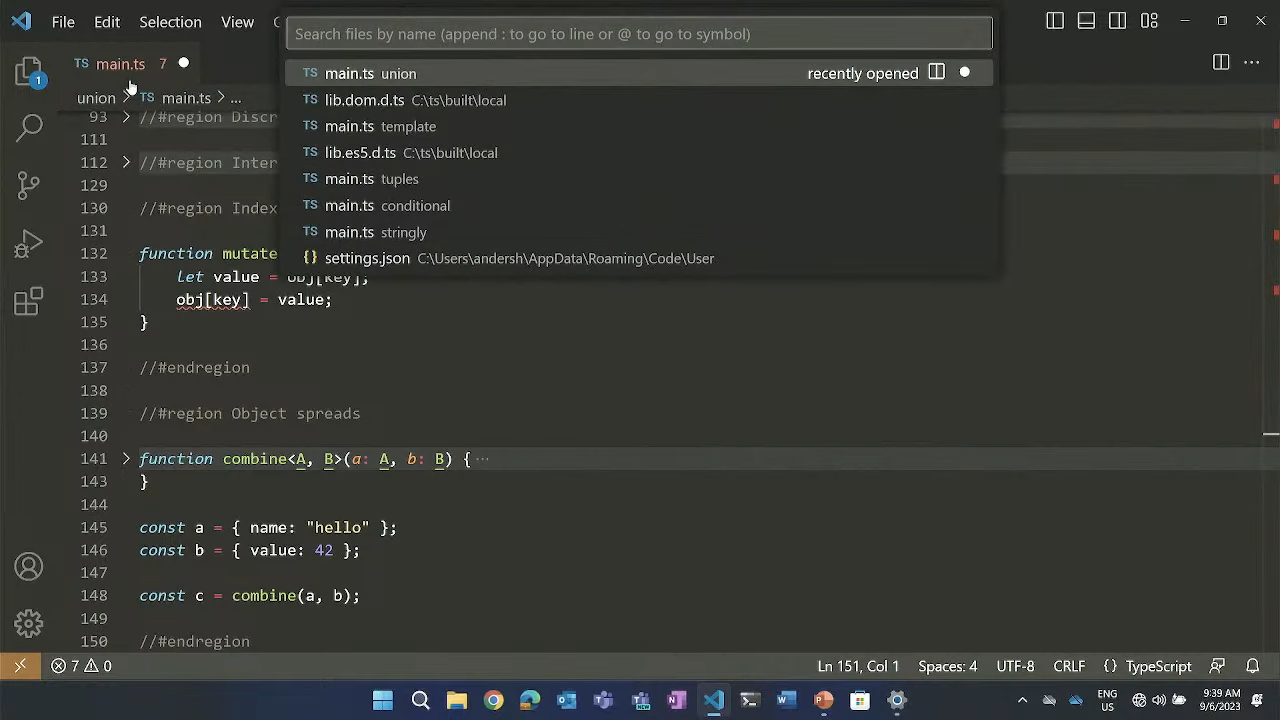 File Edit Selection View
Search files by name (append : to go to line or @ to go to symbol)
TS main.ts union recently opened
TS lib.dom.d.ts C:\ts\built\local
TS main.ts template
TS lib.es5.d.ts C:\ts\built\local
TS main.ts tuples
TS main.ts conditional
TS main.ts stringly
{} settings.json C:\Users\andersh\AppData\Roaming\Code\User
1
TS main.ts 7
union > TS main.ts > ...
93 > //#region Discr
111
112 > //#region Inter
129
130 //#region Index
131
132 function mutate
133 let value = obj[key];
134 obj[key] = value;
135 }
136
137 //#endregion
138
139 //#region Object spreads
140
141 > function combine<A, B>(a: A, b: B) { ···
143 }
144
145 const a = { name: "hello" };
146 const b = { value: 42 };
147
148 const c = combine(a, b);
149
150 //#endregion
7 0 Ln 151, Col 1 Spaces: 4 UTF-8 CRLF {} TypeScript
ENG
US
9:39 AM
9/6/2023